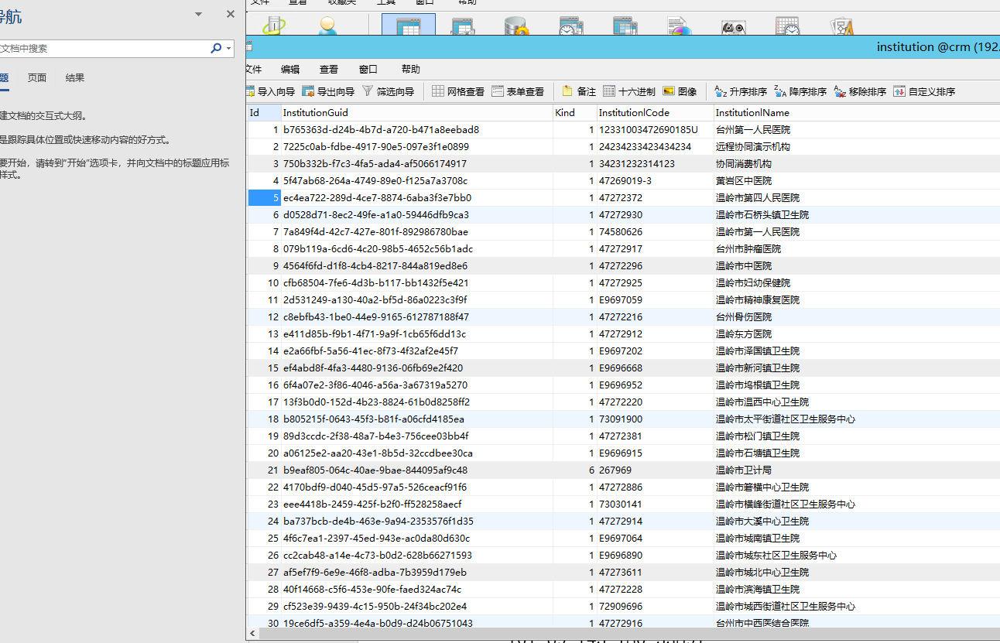 文件 查看 收藏夹 工具 窗口 帮助
导航
文档中搜索
题 页面 结果
建文档的交互式大纲。
是跟踪具体位置或快速移动内容的好方式。
要开始，请转到"开始"选项卡，并向文档中的标题应用标
样式。
institution @crm (192.
文件 编辑 查看 窗口 帮助
导入向导 导出向导 筛选向导 网格查看 表单查看 备注 十六进制 图像 升序排序 降序排序 移除排序 自定义排序
Id InstitutionGuid Kind InstitutionlCode InstitutionlName
1 b765363d-d24b-4b7d-a720-b471a8eebad8 1 12331003472690185U 台州第一人民医院
2 7225c0ab-fdbe-4917-90e5-097e3f1e0899 1 24234233423434234 远程协同演示机构
3 750b332b-f7c3-4fa5-ada4-af5066174917 1 34231232314123 协同消费机构
4 5f47ab68-264a-4749-89e0-f125a7a3708c 1 47269019-3 黄岩区中医院
5 ec4ea722-289d-4ce7-8874-6aba3f3e7bb0 1 47272372 温岭市第四人民医院
6 d0528d71-8ec2-49fe-a1a0-59446dfb9ca3 1 47272930 温岭市石桥头镇卫生院
7 7a849f4d-42c7-427e-801f-892986780bae 1 74580626 温岭市第一人民医院
8 079b119a-6cd6-4c20-98b5-4652c56b1adc 1 47272917 台州市肿瘤医院
9 4564f6fd-d1f8-4cb4-8217-844a819ed8e6 1 47272296 温岭市中医院
10 cfb68504-7fe6-4d3b-b117-bb1432f5e421 1 47272925 温岭市妇幼保健院
11 2d531249-a130-40a2-bf5d-86a0223c3f9f 1 E9697059 温岭市精神康复医院
12 c8ebfb43-1be0-44e9-9165-612787188f47 1 47272216 台州骨伤医院
13 e411d85b-f9b1-4f71-9a9f-1cb65f6dd13c 1 47272912 温岭东方医院
14 e2a66fbf-5a56-41ec-8f73-4f32af2e45f7 1 E9697202 温岭市泽国镇卫生院
15 ef4abd8f-4fa3-4480-9136-06fb69e2f420 1 E9696668 温岭市新河镇卫生院
16 6f4a07e2-3f86-4046-a56a-3a67319a5270 1 E9696952 温岭市坞根镇卫生院
17 13f3b0d0-152d-4b23-8824-61b0d8258ff2 1 47272220 温岭市温西中心卫生院
18 b805215f-0643-45f3-b81f-a06cfd4185ea 1 73091900 温岭市太平街道社区卫生服务中心
19 89d3ccdc-2f38-48a7-b4e3-756cee03bb4f 1 47272381 温岭市松门镇卫生院
20 a06125e2-aa20-43e1-8b5d-32ccdbee30ca 1 E9696915 温岭市石塘镇卫生院
21 b9eaf805-064c-40ae-9bae-844095af9c48 6 267969 温岭市卫计局
22 4170bdf9-d040-45d5-97a5-526ceacf91f6 1 47272886 温岭市箬横中心卫生院
23 eee4418b-2459-425f-b2f0-ff528258aecf 1 73030141 温岭市横峰街道社区卫生服务中心
24 ba737bcb-de4b-463e-9a94-2353576f1d35 1 47272914 温岭市大溪中心卫生院
25 4f6c7ea1-2397-45ed-943e-ac0da80d630c 1 E9697064 温岭市城南镇卫生院
26 cc2cab48-a14e-4c73-b0d2-628b66271593 1 E9696890 温岭市城东社区卫生服务中心
27 af5ef7f9-6e9e-46f8-adba-7b3959d179eb 1 47273611 温岭市城北中心卫生院
28 40f14668-c5f6-453e-90fe-faed324ac74c 1 47272228 温岭市滨海镇卫生院
29 cf523e39-9439-4c15-950b-24f34bc202e4 1 72909696 温岭市城西街道社区卫生服务中心
30 19ce6df5-a359-4e4a-b0d9-d24b06751043 1 47272916 台州市中西医结合医院